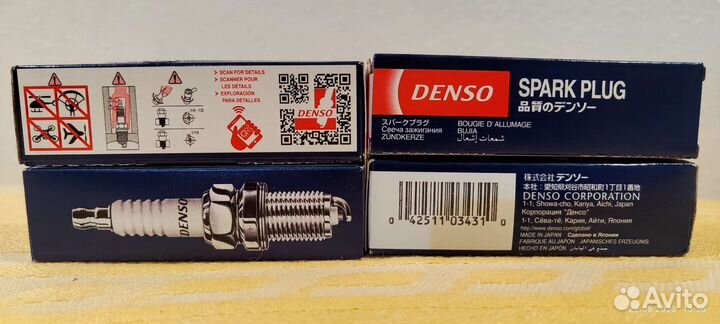 SCAN FOR DETAILS
SCANNER POUR
LES DÉTAILS
EXPLORACIÓN
PARA DETALLES
DENSO
DENSO
SPARK PLUG
品質のデンソー
スパークプラグ
Свеча зажигания
ZÜNDKERZE
BOUGIE D'ALLUMAGE
BUJIA
شمعات إشعال
DENSO
0 42511 03431 0
株式会社 デンソー
本社：愛知県刈谷市昭和町1丁目1番地
DENSO CORPORATION
1-1, Showa-cho, Kariya, Aichi, Japan
Корпорация "Денсо"
1-1, Сёва-тё, Кария, Айти, Япония
http://www.denso.com/global/
MADE IN JAPAN Сделано в Японии
FABRIQUÉ AU JAPON JAPANISCHES ERZEUGNIS
HECHO EN JAPÓN صنع في اليابان
Avito